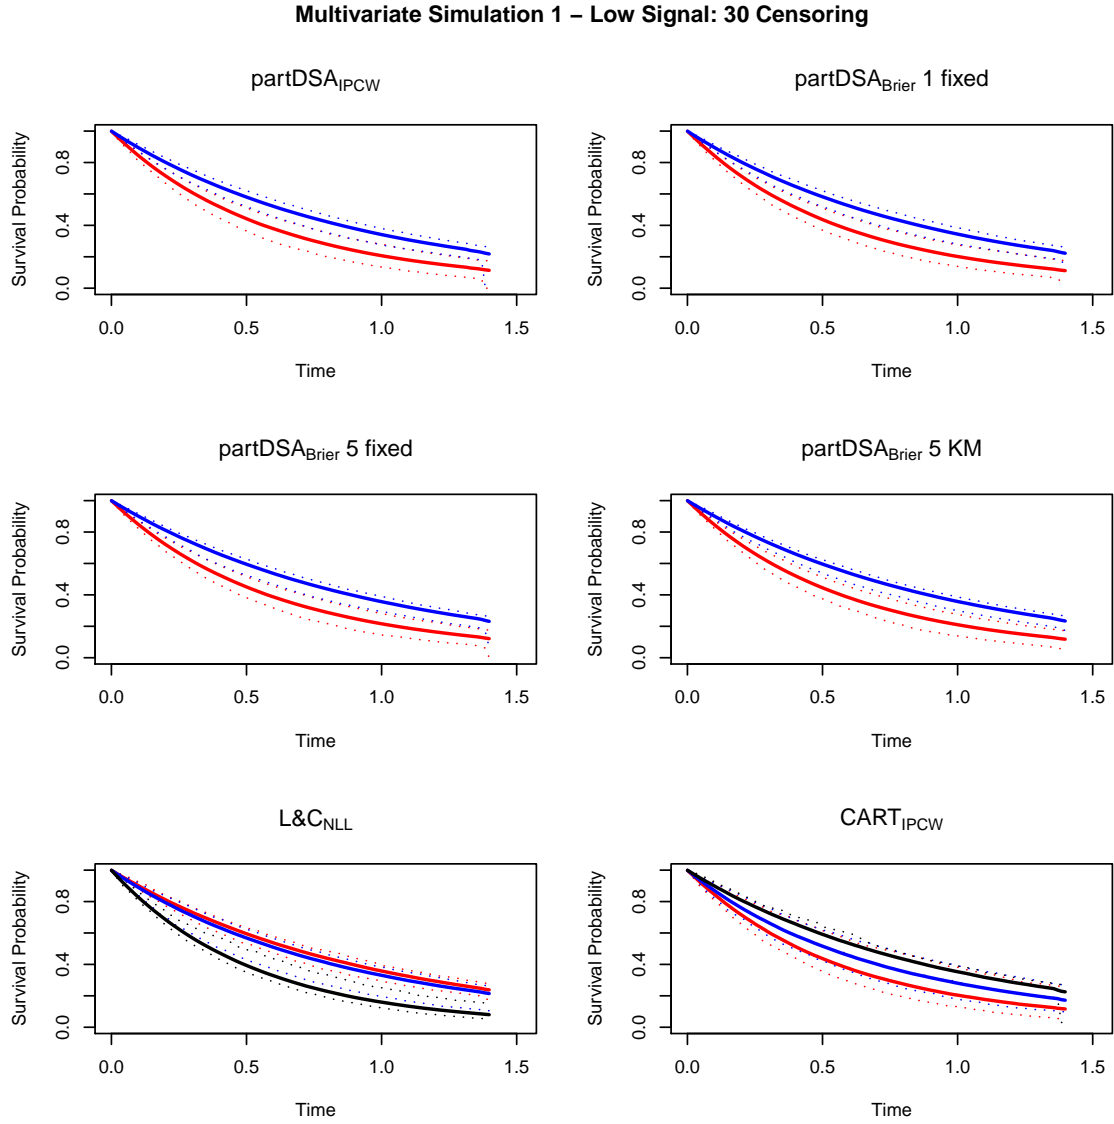 Multivariate Simulation 1 − Low Signal: 30 Censoring
partDSA_IPCW
Survival Probability
0.0 0.4 0.8
0.0 0.5 1.0 1.5
Time
partDSA_Brier 1 fixed
Survival Probability
0.0 0.4 0.8
0.0 0.5 1.0 1.5
Time
partDSA_Brier 5 fixed
Survival Probability
0.0 0.4 0.8
0.0 0.5 1.0 1.5
Time
partDSA_Brier 5 KM
Survival Probability
0.0 0.4 0.8
0.0 0.5 1.0 1.5
Time
L&C_NLL
Survival Probability
0.0 0.4 0.8
0.0 0.5 1.0 1.5
Time
CART_IPCW
Survival Probability
0.0 0.4 0.8
0.0 0.5 1.0 1.5
Time